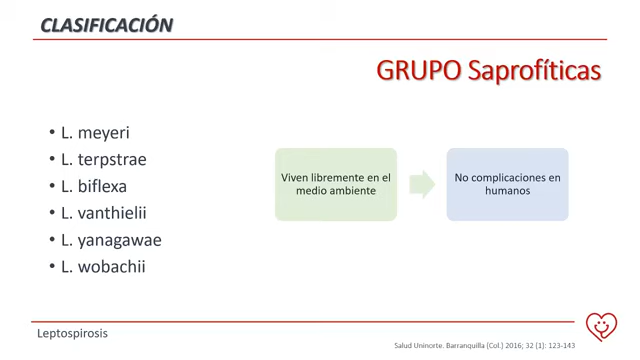 CLASIFICACIÓN
GRUPO Saprofíticas
• L. meyeri
• L. terpstrae
• L. biflexa
• L. vanthielii
• L. yanagawae
• L. wobachii
Viven libremente en el
medio ambiente
No complicaciones en
humanos
Leptospirosis
Salud Uninorte. Barranquilla (Col.) 2016; 32 (1): 123-143